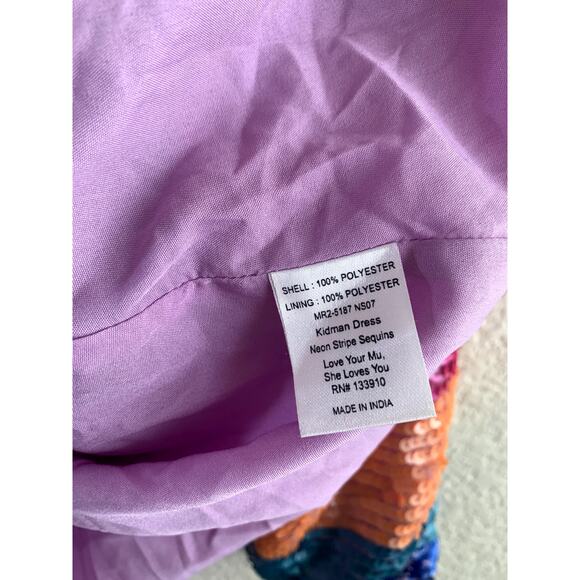 SHELL : 100% POLYESTER
LINING : 100% POLYESTER
MR2-5187 NS07
Kidman Dress
Neon Stripe Sequins
Love Your Mu,
She Loves You
RN# 133910
MADE IN INDIA